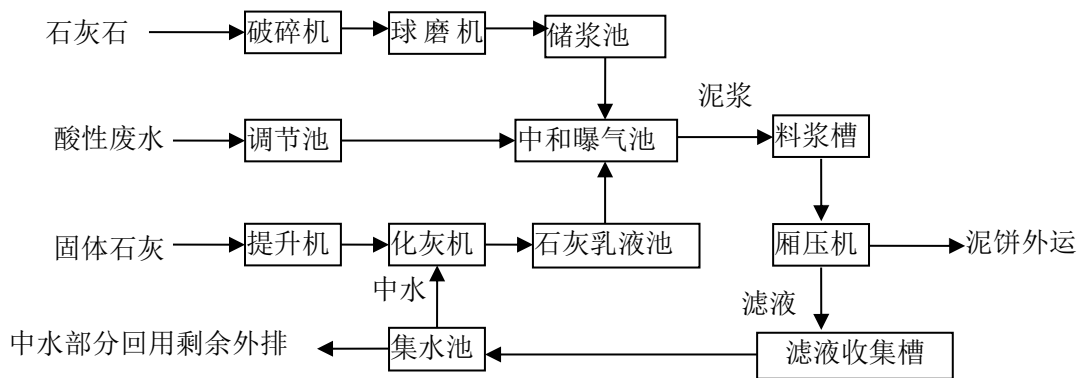 石灰石
破碎机
球磨机
储浆池
泥浆
酸性废水
调节池
中和曝气池
料浆槽
固体石灰
提升机
化灰机
石灰乳液池
厢压机
泥饼外运
中水
滤液
中水部分回用剩余外排
集水池
滤液收集槽